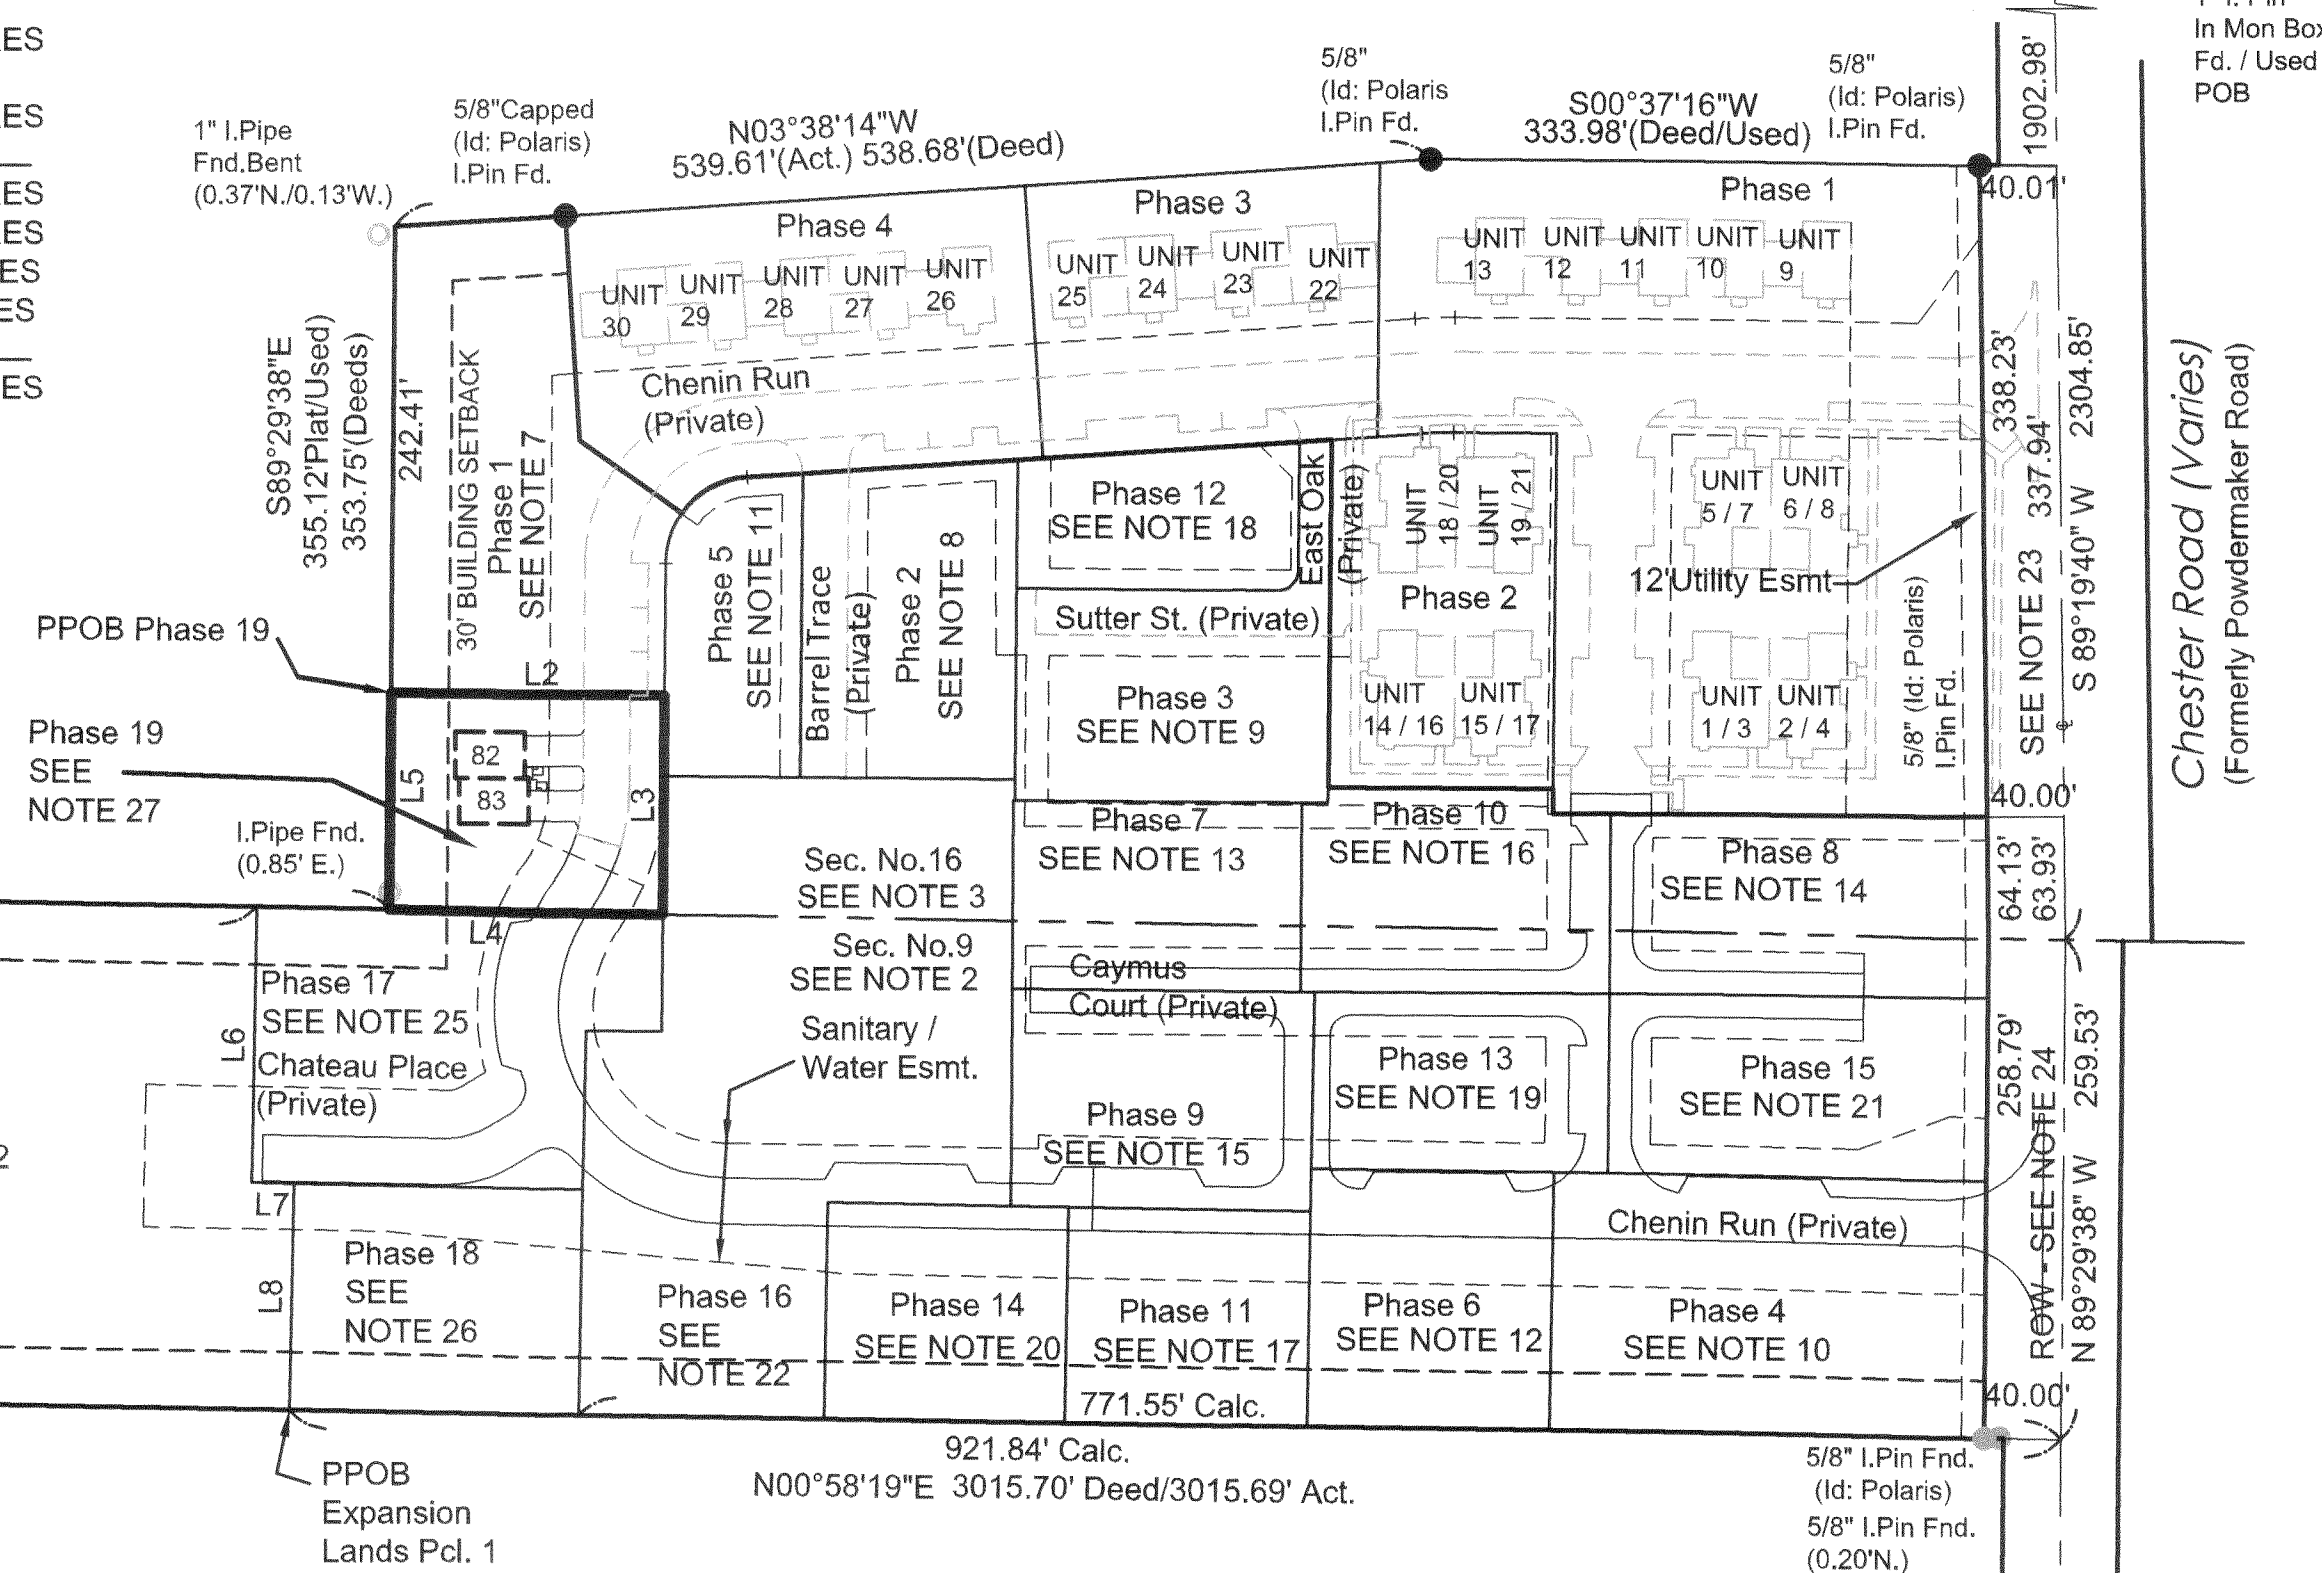 ES
ES
ES
ES
ES
ES
ES
2
1" I.Pipe
Fnd.Bent
(0.37'N./0.13'W.)
5/8"Capped
(Id: Polaris)
I.Pin Fd.
N03°38'14"W
539.61'(Act.) 538.68'(Deed)
5/8"
(Id: Polaris
I.Pin Fd.
S00°37'16"W
333.98'(Deed/Used)
5/8"
(Id: Polaris)
I.Pin Fd.
1902.98'
In Mon Box
Fd. / Used
POB
40.01'
Phase 4
UNIT
30
UNIT
29
UNIT
28
UNIT
27
UNIT
26
Phase 3
UNIT
25
UNIT
24
UNIT
23
UNIT
22
Phase 1
UNIT
13
UNIT
12
UNIT
11
UNIT
10
UNIT
9
S89°29'38"E
355.12'Plat/Used)
353.75'(Deeds)
242.41'
30' BUILDING SETBACK
Phase 1
SEE NOTE 7
Chenin Run
(Private)
Phase 5
SEE NOTE 11
Barrel Trace
(Private)
Phase 2
SEE NOTE 8
Phase 12
SEE NOTE 18
East Oak
(Private)
Sutter St. (Private)
Phase 3
SEE NOTE 9
UNIT
18 / 20
UNIT
19 / 21
Phase 2
UNIT
14 / 16
UNIT
15 / 17
UNIT
5 / 7
UNIT
6 / 8
12'Utility Esmt
UNIT
1 / 3
UNIT
2 / 4
5/8" (Id: Polaris)
I.Pin Fd.
338.23'
337.94'
SEE NOTE 23
2304.85'
S 89°19'40" W
Chester Road (Varies)
(Formerly Powdermaker Road)
PPOB Phase 19
L2
Phase 19
SEE
NOTE 27
L5
82
83
L3
I.Pipe Fnd.
(0.85' E.)
L4
Sec. No.16
SEE NOTE 3
Sec. No.9
SEE NOTE 2
Phase 7
SEE NOTE 13
Phase 10
SEE NOTE 16
Phase 8
SEE NOTE 14
40.00'
64.13'
63.93'
Phase 17
SEE NOTE 25
L6
Chateau Place
(Private)
Sanitary /
Water Esmt.
Caymus
Court (Private)
Phase 9
SEE NOTE 15
Phase 13
SEE NOTE 19
Phase 15
SEE NOTE 21
258.79'
ROW - SEE NOTE 24
259.53'
N 89°29'38" W
L7
L8
Phase 18
SEE
NOTE 26
Phase 16
SEE
NOTE 22
Phase 14
SEE NOTE 20
Phase 11
SEE NOTE 17
Chenin Run (Private)
Phase 6
SEE NOTE 12
Phase 4
SEE NOTE 10
40.00'
771.55' Calc.
921.84' Calc.
N00°58'19"E 3015.70' Deed/3015.69' Act.
PPOB
Expansion
Lands Pcl. 1
5/8" I.Pin Fnd.
(Id: Polaris)
5/8" I.Pin Fnd.
(0.20'N.)